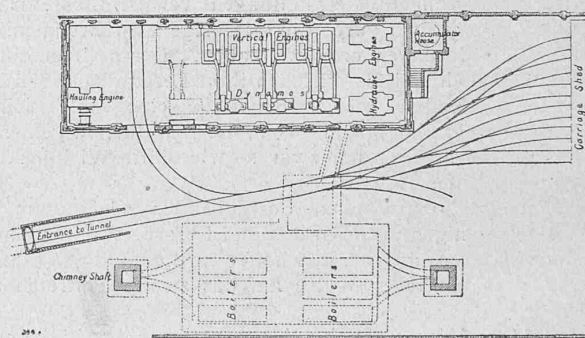 Vertical Engines
Accumulator
House
Hydraulic Engines
Hauling Engine
Dynamos
Carriage Shed
Entrance to Tunnel
Chimney Shaft
Boilers
Boilers